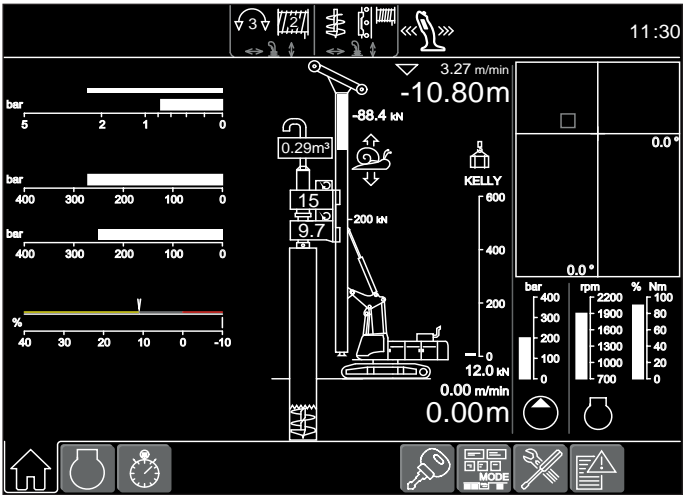 3 /2/ 11:30
3.27 m/min
-10.80m
bar
5 2 1 0
-88.4 kN
0.29m³
0.0°
KELLY
bar
400 300 200 100 0
15
9.7
200 kN
600
400
200
0
bar
400 300 200 100 0
0.0°
%
40 30 20 10 0 -10
bar
400
300
200
100
0
rpm
2200
1900
1600
1300
1000
700
% Nm
100
80
60
40
20
0
12.0 kN
0.00 m/min
0.00m
MODE